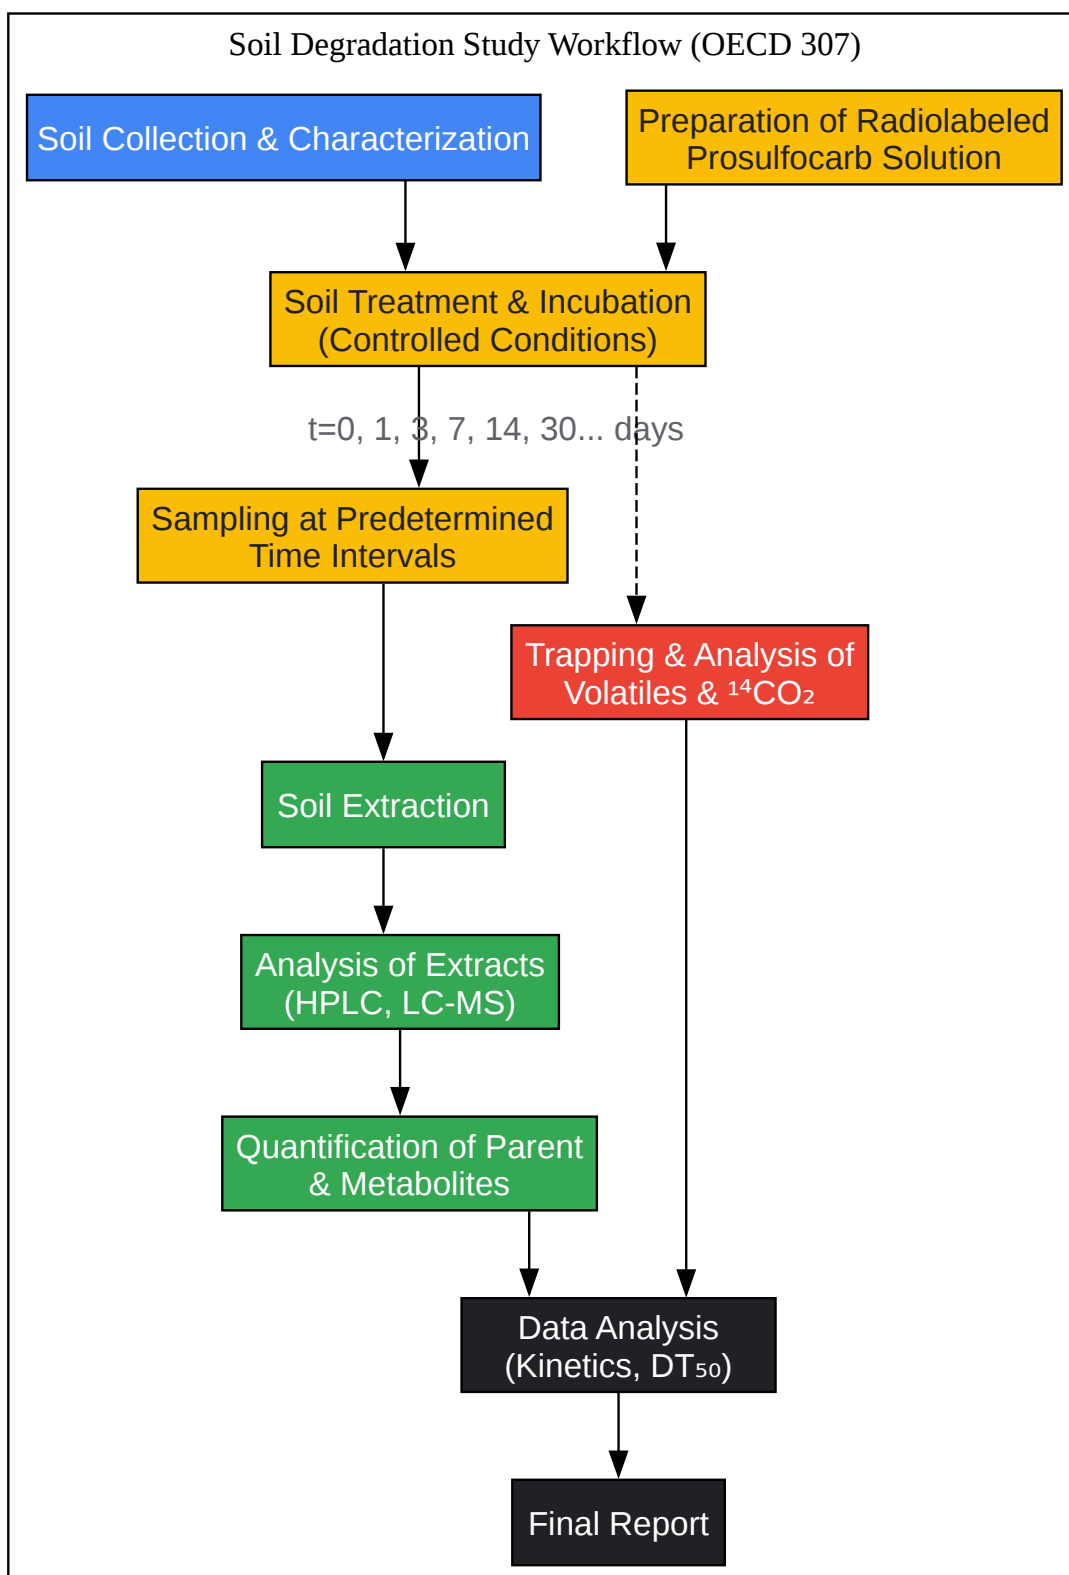 Soil Degradation Study Workflow (OECD 307)
Soil Collection & Characterization
Preparation of Radiolabeled
Prosulfocarb Solution
Soil Treatment & Incubation
(Controlled Conditions)
t=0, 1, 3, 7, 14, 30... days
Sampling at Predetermined
Time Intervals
Trapping & Analysis of
Volatiles & ¹⁴CO₂
Soil Extraction
Analysis of Extracts
(HPLC, LC-MS)
Quantification of Parent
& Metabolites
Data Analysis
(Kinetics, DT₅₀)
Final Report